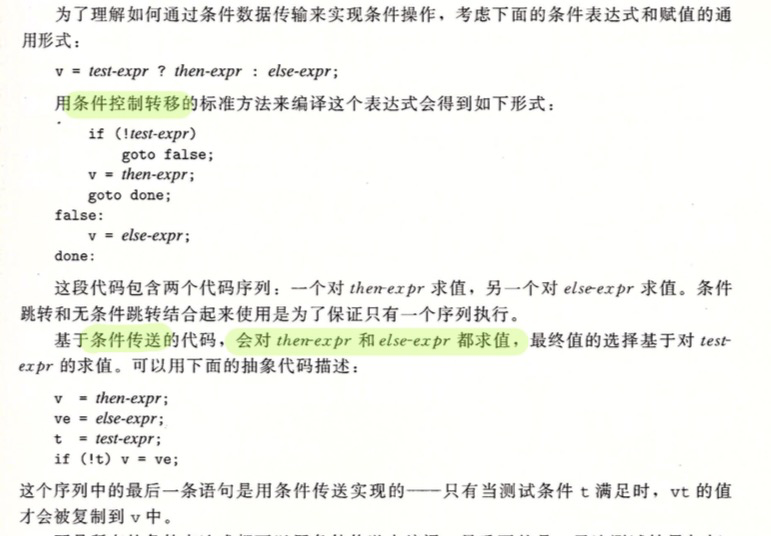 为了理解如何通过条件数据传输来实现条件操作，考虑下面的条件表达式和赋值的通
用形式：
v = test-expr ? then-expr : else-expr;
用条件控制转移的标准方法来编译这个表达式会得到如下形式：
if (!test-expr)
goto false;
v = then-expr;
goto done;
false:
v = else-expr;
done:
这段代码包含两个代码序列：一个对 then-expr 求值，另一个对 else-expr 求值。条件
跳转和无条件跳转结合起来使用是为了保证只有一个序列执行。
基于条件传送的代码，会对 then-expr 和 else-expr 都求值，最终值的选择基于对 test-
expr 的求值。可以用下面的抽象代码描述：
v = then-expr;
ve = else-expr;
t = test-expr;
if (!t) v = ve;
这个序列中的最后一条语句是用条件传送实现的——只有当测试条件 t 满足时，vt 的值
才会被复制到 v 中。